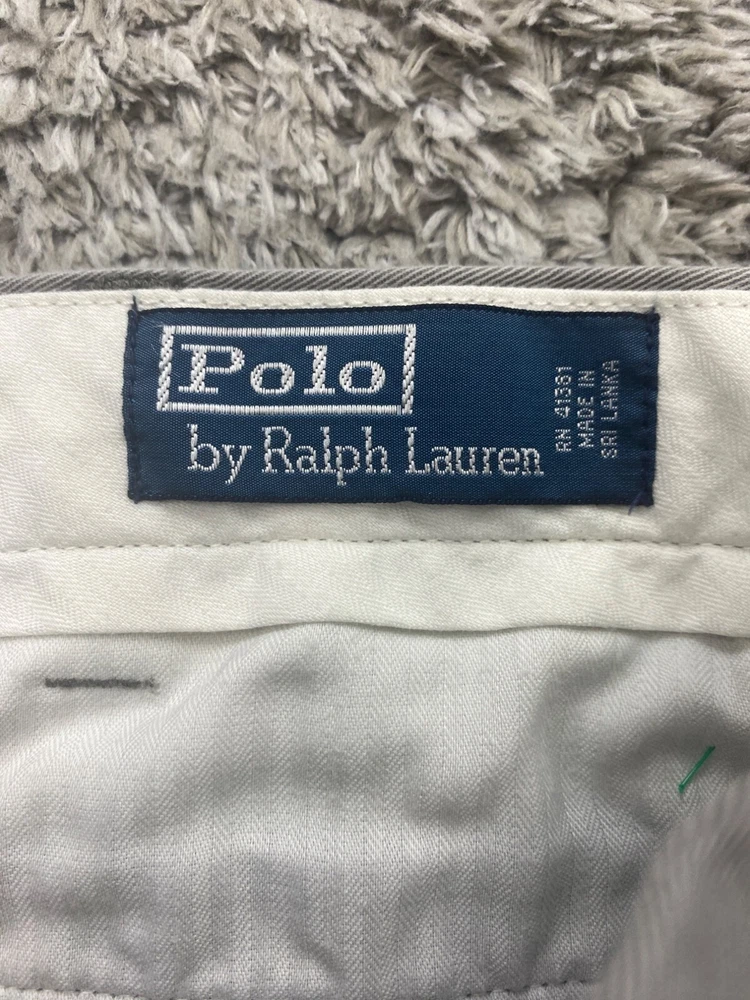 Polo
by Ralph Lauren
RN 41381
MADE IN
SRI LANKA